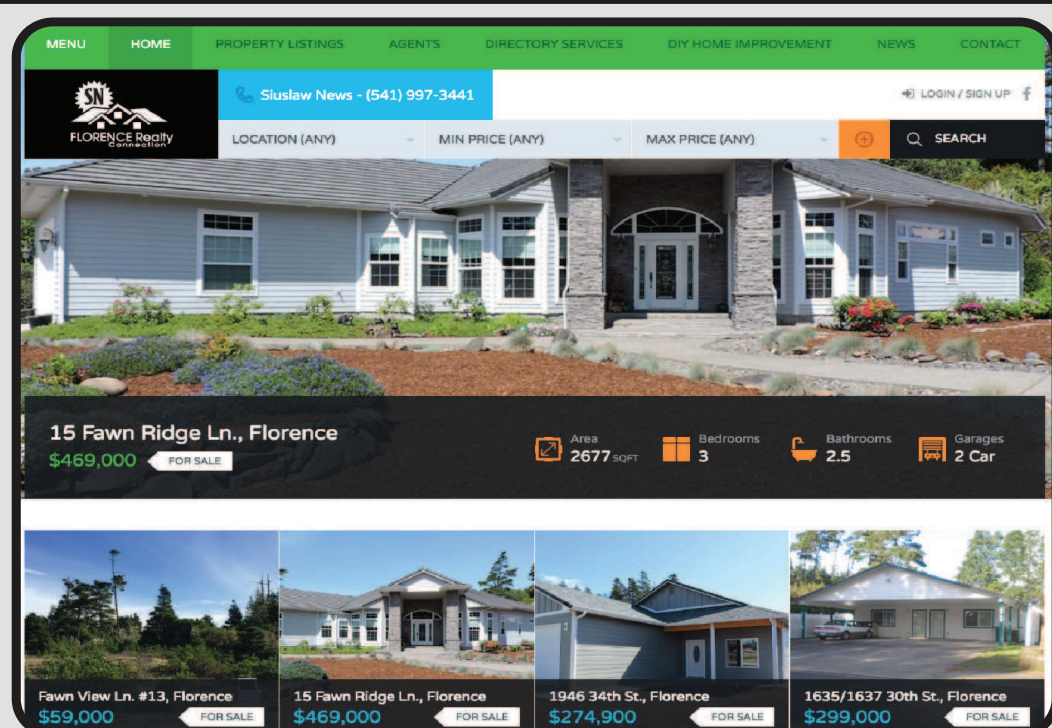 MENU HOME PROPERTY LISTINGS AGENTS DIRECTORY SERVICES DIY HOME IMPROVEMENT NEWS CONTACT
SN
FLORENCE Realty
Connection
Siuslaw News - (541) 997-3441
LOGIN / SIGN UP f
LOCATION (ANY) MIN PRICE (ANY) MAX PRICE (ANY) SEARCH
15 Fawn Ridge Ln., Florence
$469,000 FOR SALE
Area
2677 SQFT
Bedrooms
3
Bathrooms
2.5
Garages
2 Car
Fawn View Ln. #13, Florence
$59,000 FOR SALE
15 Fawn Ridge Ln., Florence
$469,000 FOR SALE
1946 34th St., Florence
$274,900 FOR SALE
1635/1637 30th St., Florence
$299,000 FOR SALE